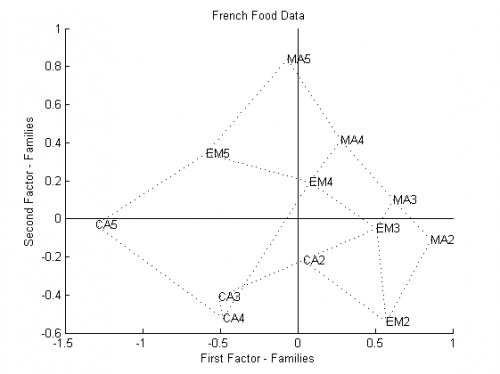 French Food Data
1
0.8
0.6
0.4
0.2
0
-0.2
-0.4
-0.6
Second Factor - Families
MA5
MA4
EM5
EM4
MA3
CA5
EM3
MA2
CA2
CA3
CA4
EM2
-1.5
-1
-0.5
0
0.5
1
First Factor - Families